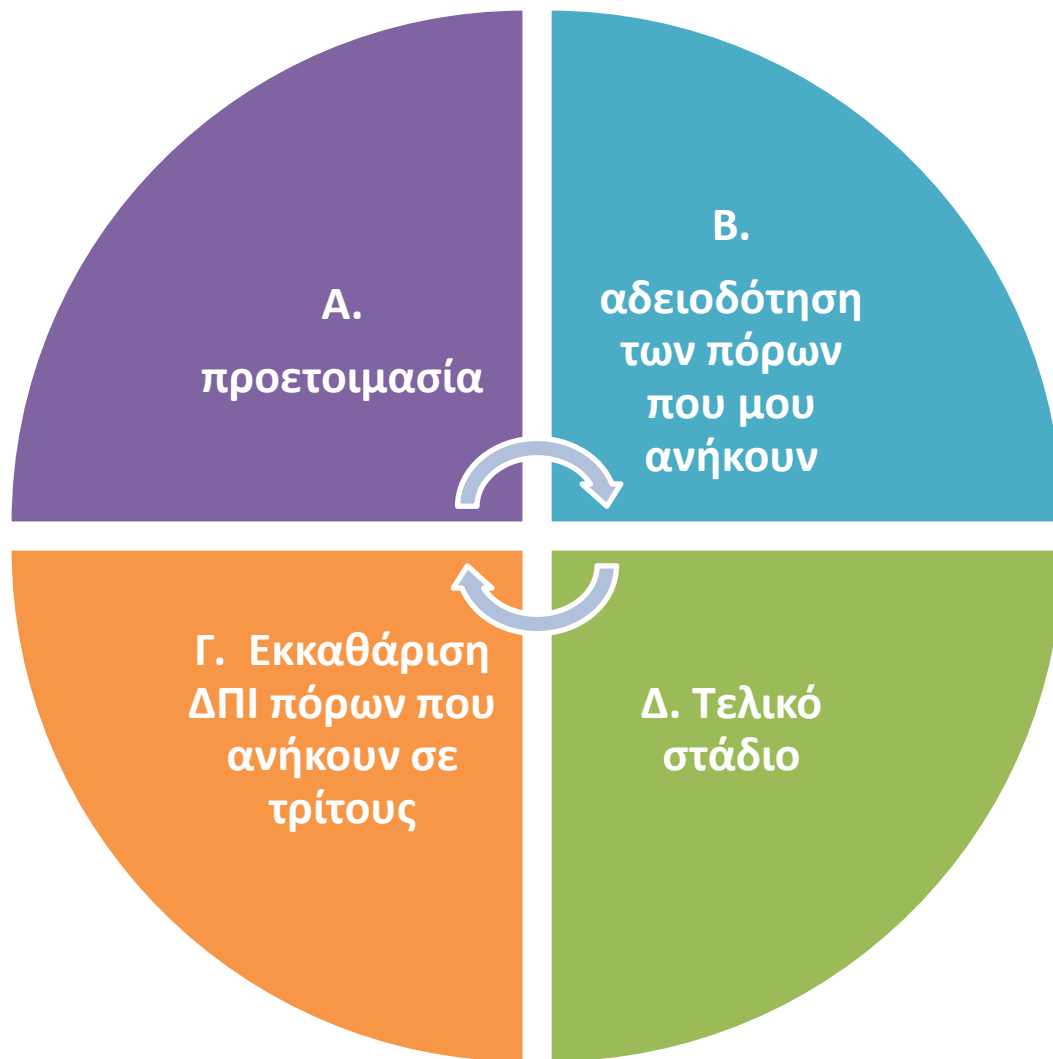 Α.
προετοιμασία
Β.
αδειοδότηση
των πόρων
που μου
ανήκουν
Γ. Εκκαθάριση
ΔΠΙ πόρων που
ανήκουν σε
τρίτους
Δ. Τελικό
στάδιο